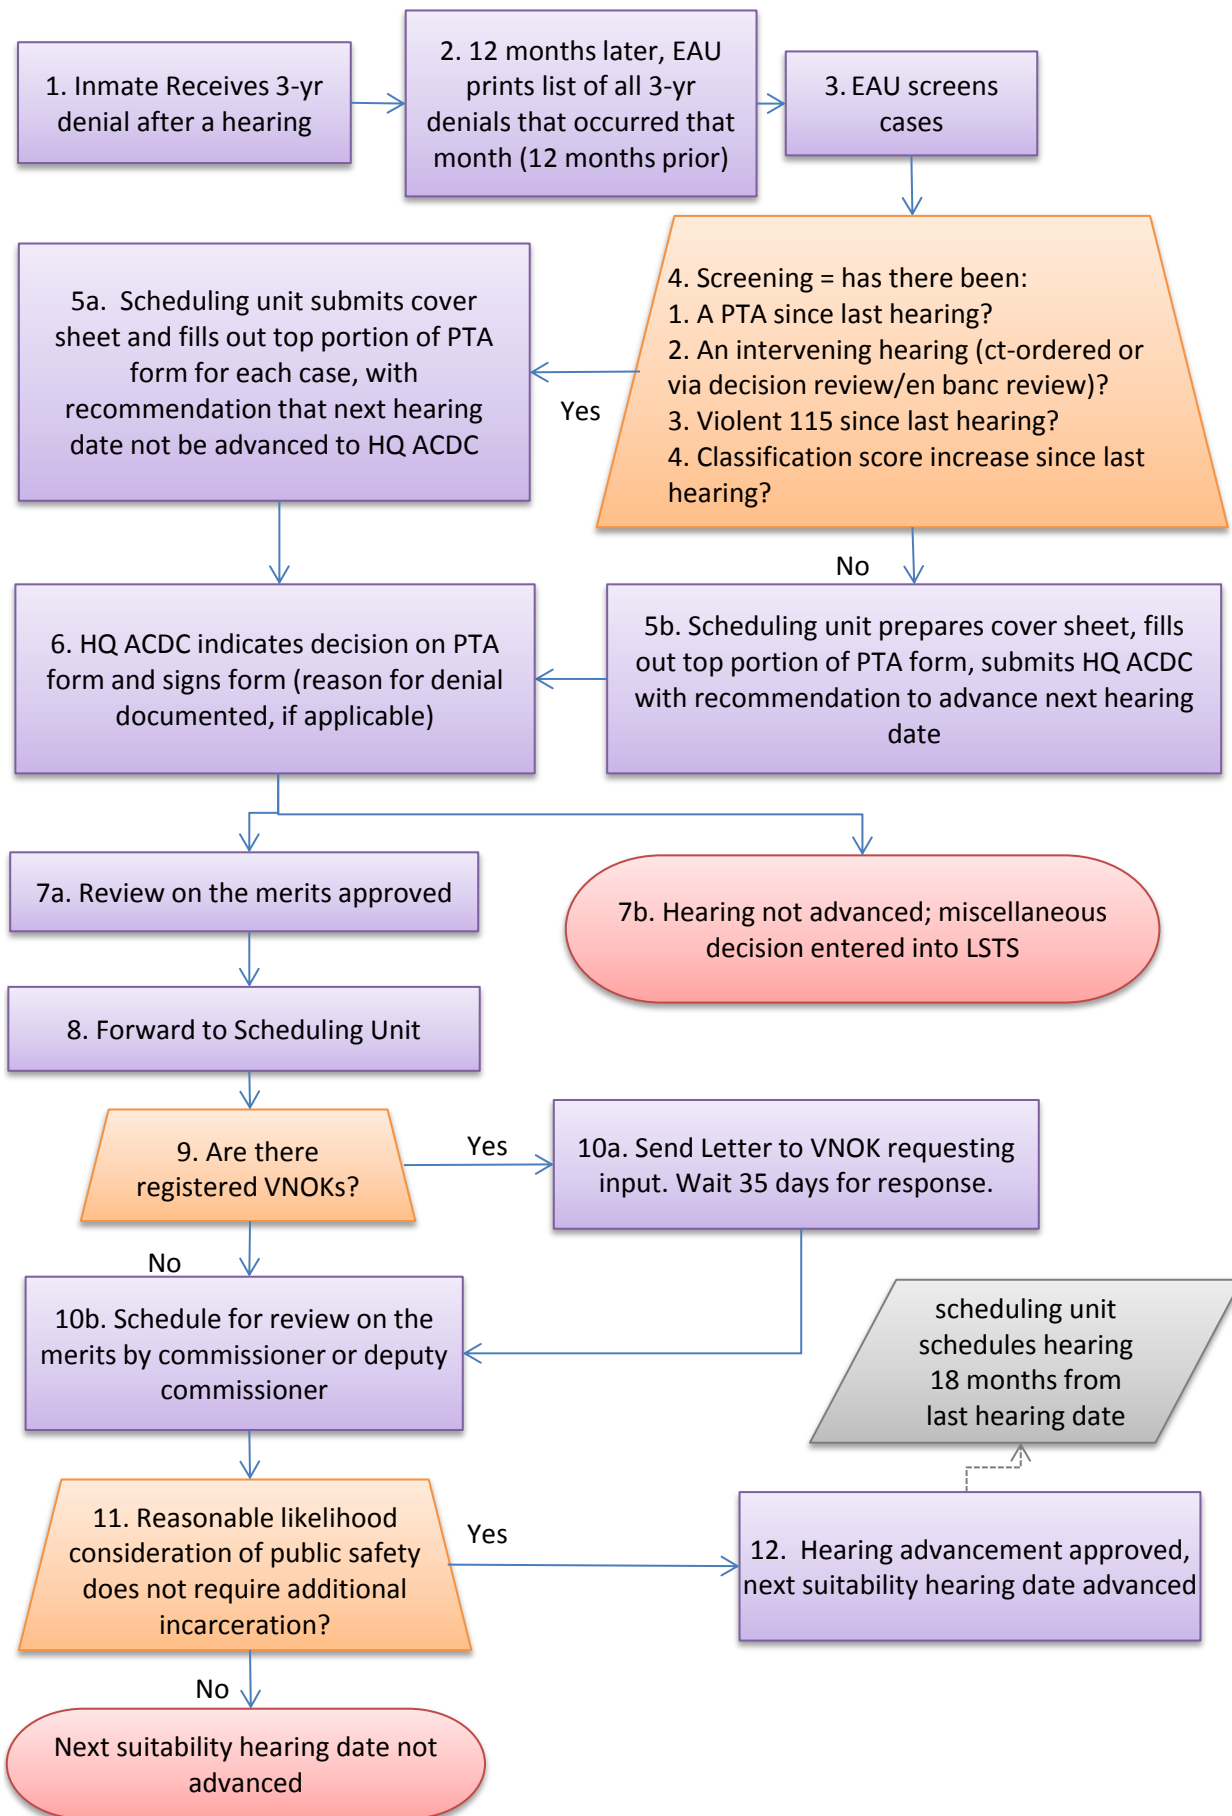 1. Inmate Receives 3-yr
denial after a hearing
2. 12 months later, EAU
prints list of all 3-yr
denials that occurred that
month (12 months prior)
3. EAU screens
cases
4. Screening = has there been:
1. A PTA since last hearing?
2. An intervening hearing (ct-ordered or
via decision review/en banc review)?
3. Violent 115 since last hearing?
4. Classification score increase since last
hearing?
Yes
5a. Scheduling unit submits cover
sheet and fills out top portion of PTA
form for each case, with
recommendation that next hearing
date not be advanced to HQ ACDC
No
5b. Scheduling unit prepares cover sheet, fills
out top portion of PTA form, submits HQ ACDC
with recommendation to advance next hearing
date
6. HQ ACDC indicates decision on PTA
form and signs form (reason for denial
documented, if applicable)
7a. Review on the merits approved
7b. Hearing not advanced; miscellaneous
decision entered into LSTS
8. Forward to Scheduling Unit
9. Are there
registered VNOKs?
Yes
10a. Send Letter to VNOK requesting
input. Wait 35 days for response.
No
10b. Schedule for review on the
merits by commissioner or deputy
commissioner
scheduling unit
schedules hearing
18 months from
last hearing date
11. Reasonable likelihood
consideration of public safety
does not require additional
incarceration?
Yes
12. Hearing advancement approved,
next suitability hearing date advanced
No
Next suitability hearing date not
advanced